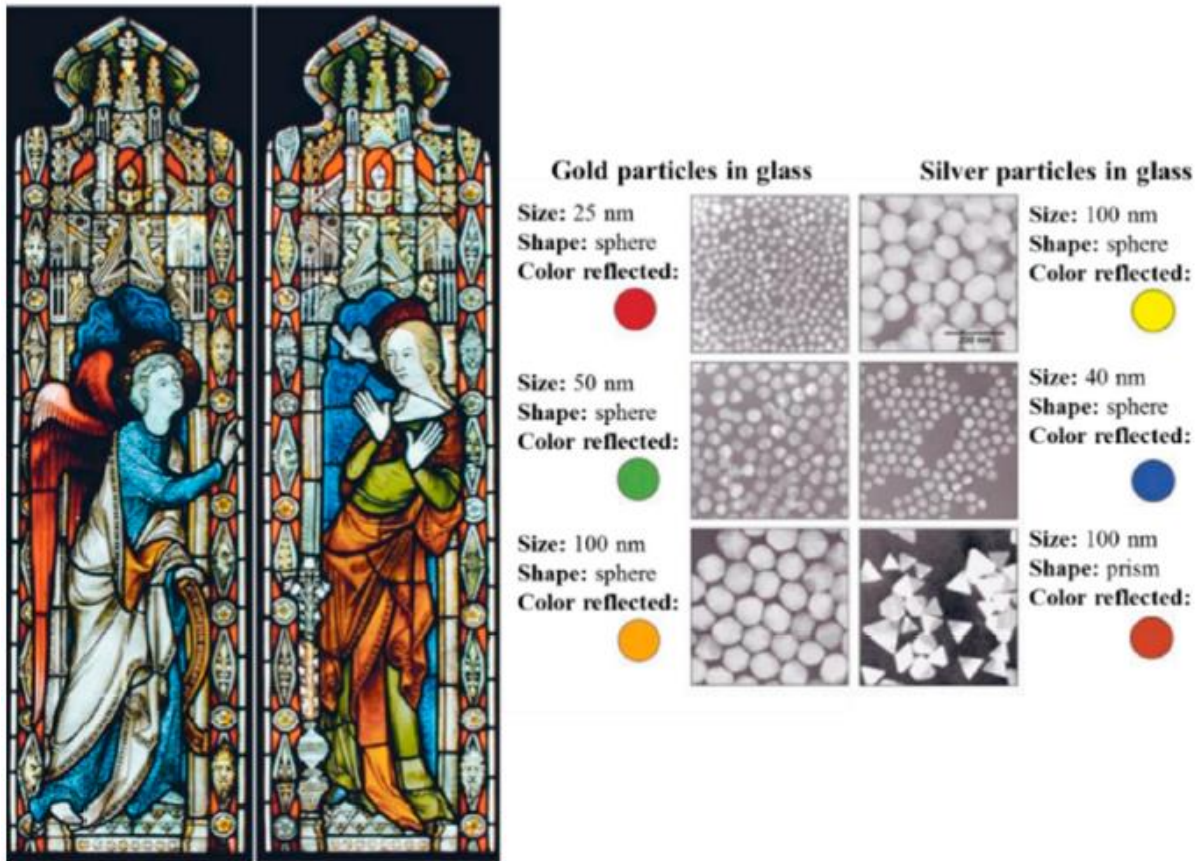 Gold particles in glass
Silver particles in glass
Size: 25 nm
Shape: sphere
Color reflected:
Size: 50 nm
Shape: sphere
Color reflected:
Size: 100 nm
Shape: sphere
Color reflected:
Size: 100 nm
Shape: sphere
Color reflected:
200 nm
Size: 40 nm
Shape: sphere
Color reflected:
Size: 100 nm
Shape: prism
Color reflected: